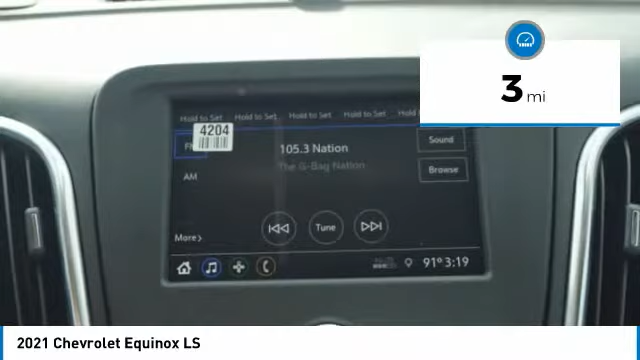 3 mi
Hold to Set Hold to Set Hold to Set Hold to Set Hold
4204
105.3 Nation
The G-Bag Nation
Sound
AM
Browse
Tune
More>
91° 3:19
2021 Chevrolet Equinox LS